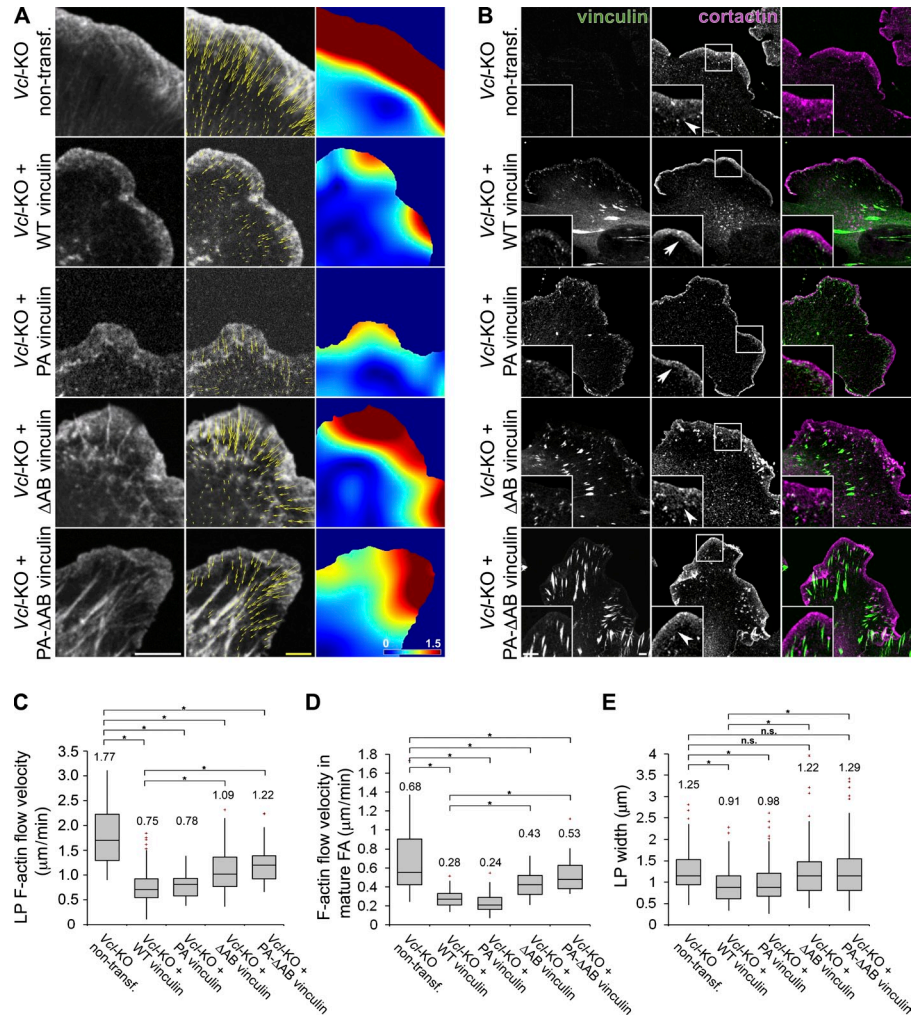 A
B
vinculin
cortactin
Vcl-KO
non-transf.
Vcl-KO +
WT vinculin
Vcl-KO +
PA vinculin
Vcl-KO +
ΔAB vinculin
Vcl-KO +
PA-ΔAB vinculin
0 1.5
Vcl-KO
non-transf.
Vcl-KO +
WT vinculin
Vcl-KO +
PA vinculin
Vcl-KO +
ΔAB vinculin
Vcl-KO +
PA-ΔAB vinculin
C
LP F-actin flow velocity
(μm/min)
3.5
3.0
2.5
2.0
1.5
1.0
0.5
0
*
*
*
*
*
*
1.77
0.75
0.78
1.09
1.22
Vcl-KO
non-transf.
Vcl-KO +
WT vinculin
Vcl-KO +
PA vinculin
Vcl-KO +
ΔAB vinculin
Vcl-KO +
PA-ΔAB vinculin
D
F-actin flow velocity in
mature FA (μm/min)
1.8
1.6
1.4
1.2
1
0.8
0.6
0.4
0.2
0
*
*
*
*
*
*
0.68
0.28
0.24
0.43
0.53
Vcl-KO
non-transf.
Vcl-KO +
WT vinculin
Vcl-KO +
PA vinculin
Vcl-KO +
ΔAB vinculin
Vcl-KO +
PA-ΔAB vinculin
E
LP width
(μm)
4
3.5
3
2.5
2
1.5
1
0.5
0
*
*
n.s.
n.s.
*
*
1.25
0.91
0.98
1.22
1.29
Vcl-KO
non-transf.
Vcl-KO +
WT vinculin
Vcl-KO +
PA vinculin
Vcl-KO +
ΔAB vinculin
Vcl-KO +
PA-ΔAB vinculin